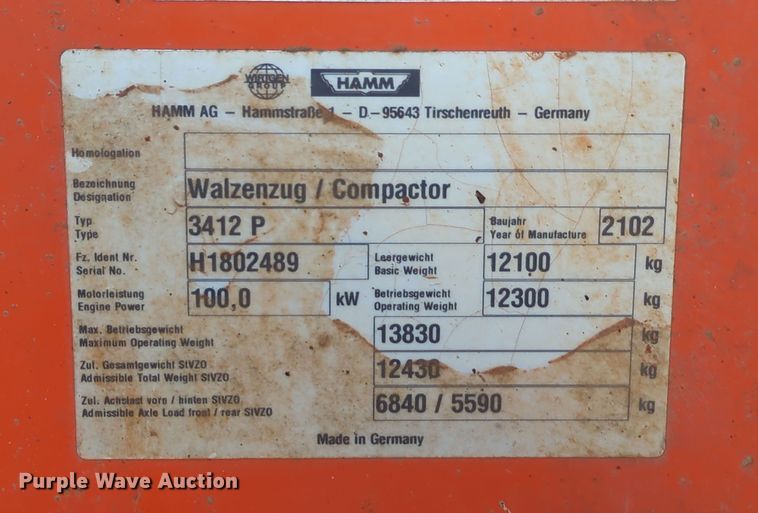 WIRTGEN GROUP HAMM
HAMM AG – Hammstraße 1 – D–95643 Tirschenreuth – Germany
Homologation
Bezeichnung
Designation
Walzenzug / Compactor
Typ
Type
3412 P
Baujahr
Year of Manufacture
2102
Fz. Ident Nr.
Serial No.
H1802489
Leergewicht
Basic Weight
12100 kg
Motorleistung
Engine Power
100,0 kW
Betriebsgewicht
Operating Weight
12300 kg
Max. Betriebsgewicht
Maximum Operating Weight
13830 kg
Zul. Gesamtgewicht StVZO
Admissible Total Weight StVZO
12430 kg
Zul. Achslast vorn / hinten StVZO
Admissible Axle Load front / rear StVZO
6840 / 5590 kg
Made in Germany
Purple Wave Auction